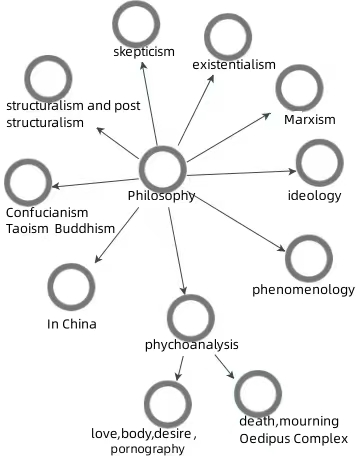 skepticism
existentialism
structuralism and post
structuralism
Marxism
Philosophy
ideology
Confucianism
Taoism Buddhism
phenomenology
In China
phychoanalysis
love,body,desire,
pornography
death,mourning
Oedipus Complex